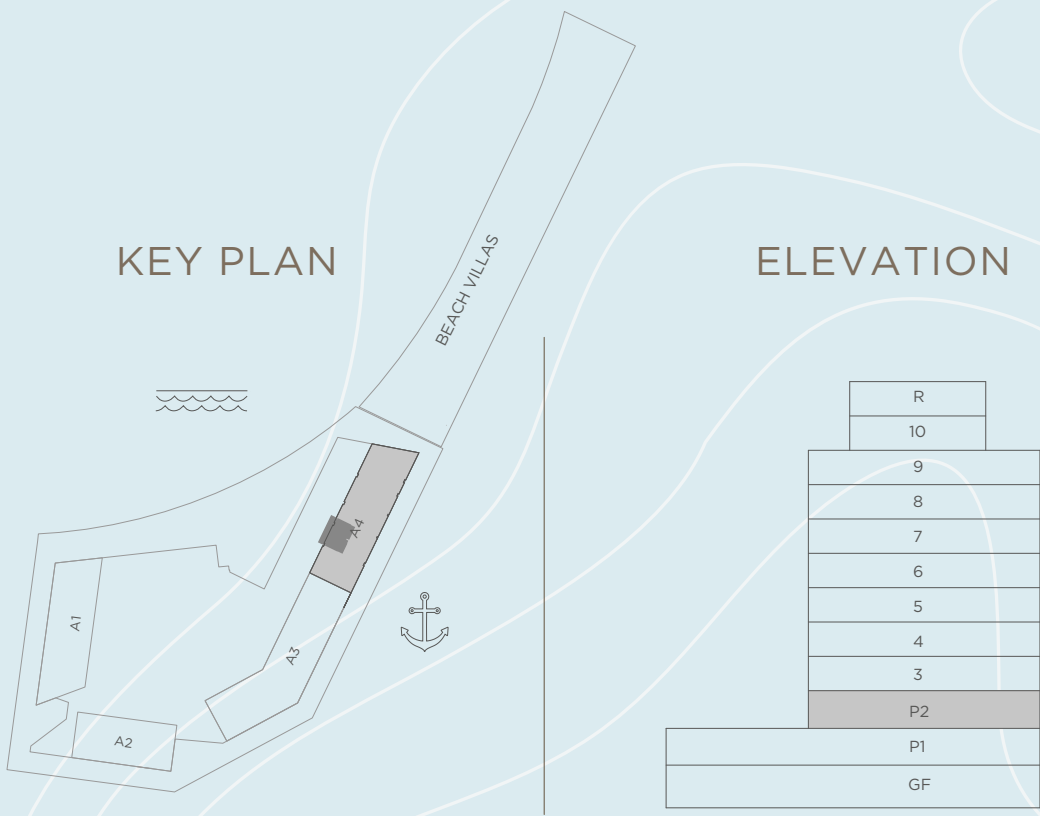 KEY PLAN
BEACH VILLAS
A4
A1
A3
A2
ELEVATION
R
10
9
8
7
6
5
4
3
P2
P1
GF